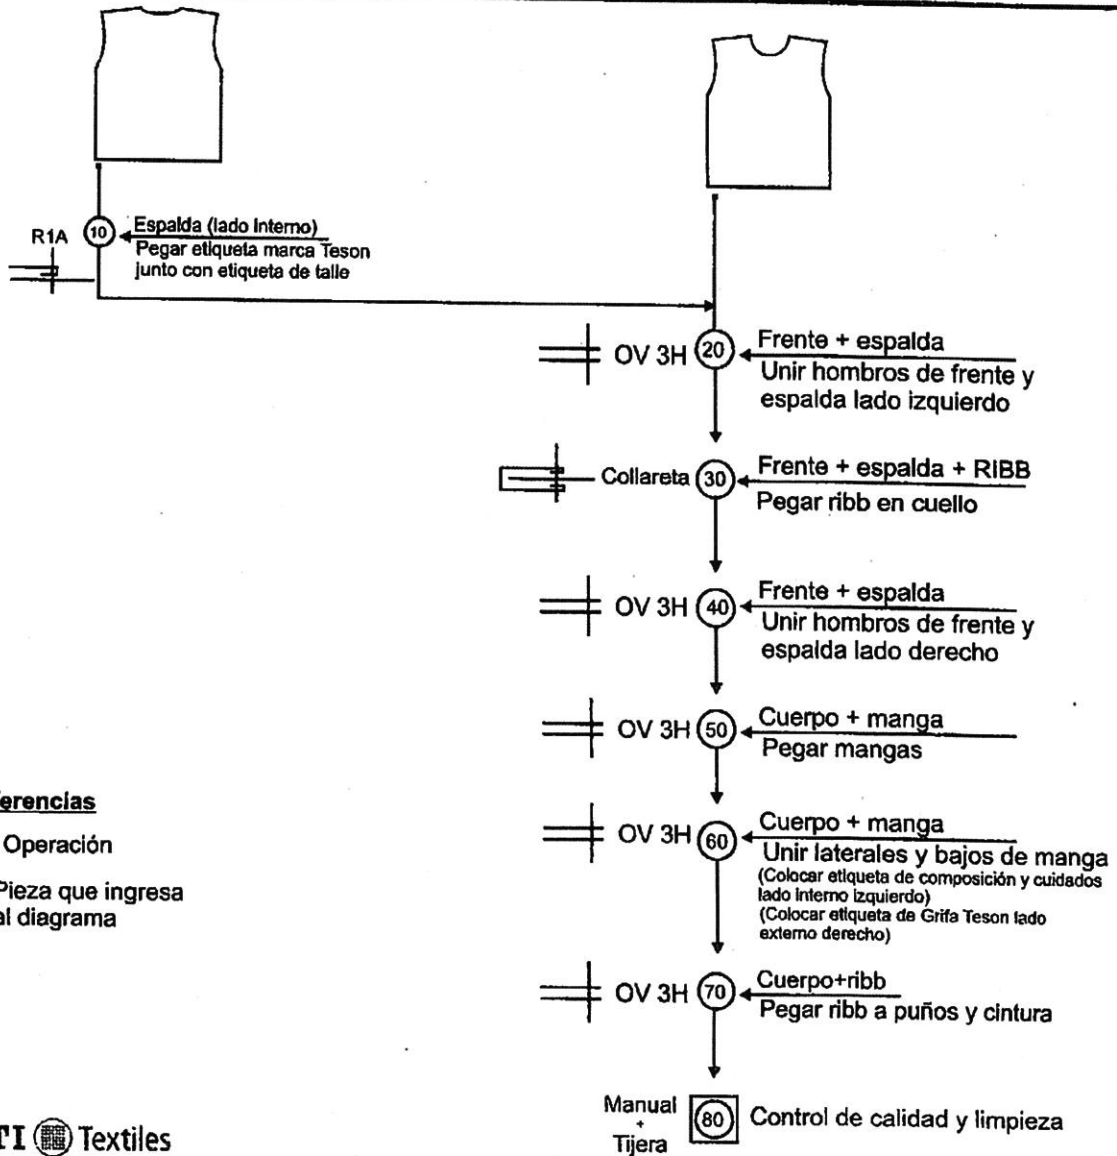 R1A
10
Espalda (lado Interno)
Pegar etiqueta marca Teson
junto con etiqueta de talle
OV 3H
20
Frente + espalda
Unir hombros de frente y
espalda lado izquierdo
Collareta
30
Frente + espalda + RIBB
Pegar ribb en cuello
OV 3H
40
Frente + espalda
Unir hombros de frente y
espalda lado derecho
OV 3H
50
Cuerpo + manga
Pegar mangas
OV 3H
60
Cuerpo + manga
Unir laterales y bajos de manga
(Colocar etiqueta de composición y cuidados
lado interno izquierdo)
(Colocar etiqueta de Grifa Teson lado
externo derecho)
erencias
Operación
Pieza que ingresa
al diagrama
OV 3H
70
Cuerpo+ribb
Pegar ribb a puños y cintura
Manual
+
Tijera
80
Control de calidad y limpieza
TI Textiles